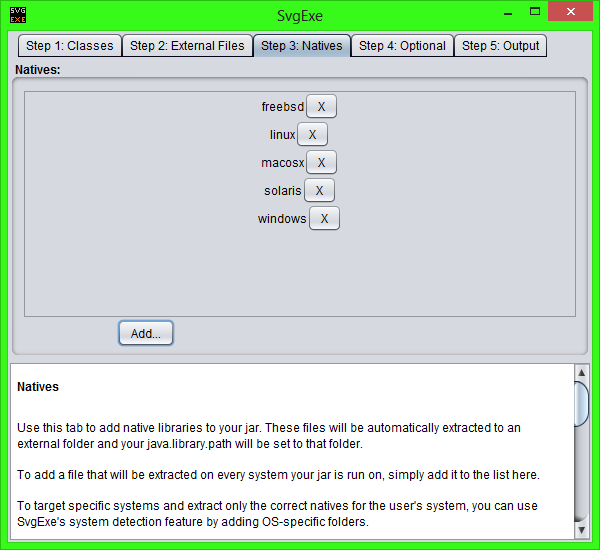 SVG
EXE
SvgExe
Step 1: Classes
Step 2: External Files
Step 3: Natives
Step 4: Optional
Step 5: Output
Natives:
freebsd X
linux X
macosx X
solaris X
windows X
Add...
Natives
Use this tab to add native libraries to your jar. These files will be automatically extracted to an
external folder and your java.library.path will be set to that folder.
To add a file that will be extracted on every system your jar is run on, simply add it to the list here.
To target specific systems and extract only the correct natives for the user's system, you can use
SvgExe's system detection feature by adding OS-specific folders.